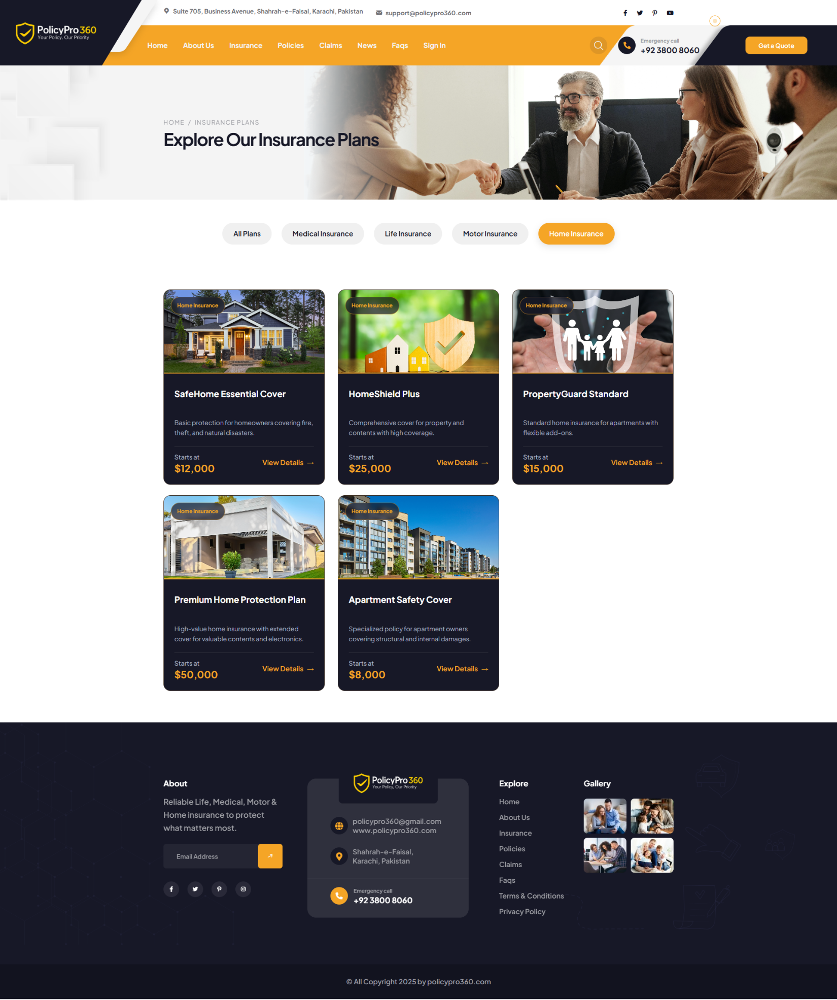 Suite 705, Business Avenue, Shahrah-e-Faisal, Karachi, Pakistan
support@policypro360.com
PolicyPro 360
Your Policy, Our Priority
Home About Us Insurance Policies Claims News Faqs Sign In
Emergency call
+92 3800 8060
Get a Quote
HOME / INSURANCE PLANS
Explore Our Insurance Plans
All Plans
Medical Insurance
Life Insurance
Motor Insurance
Home Insurance
Home Insurance
SafeHome Essential Cover
Basic protection for homeowners covering fire,
theft, and natural disasters.
Starts at
$12,000
View Details →
Home Insurance
HomeShield Plus
Comprehensive cover for property and
contents with high coverage.
Starts at
$25,000
View Details →
Home Insurance
PropertyGuard Standard
Standard home insurance for apartments with
flexible add-ons.
Starts at
$15,000
View Details →
Home Insurance
Premium Home Protection Plan
High-value home insurance with extended
cover for valuable contents and electronics.
Starts at
$50,000
View Details →
Home Insurance
Apartment Safety Cover
Specialized policy for apartment owners
covering structural and internal damages.
Starts at
$8,000
View Details →
About
Reliable Life, Medical, Motor &
Home insurance to protect
what matters most.
Email Address
PolicyPro 360
Your Policy, Our Priority
policypro360@gmail.com
www.policypro360.com
Shahrah-e-Faisal,
Karachi, Pakistan
Emergency call
+92 3800 8060
Explore
Home
About Us
Insurance
Policies
Claims
Faqs
Terms & Conditions
Privacy Policy
Gallery
© All Copyright 2025 by policypro360.com